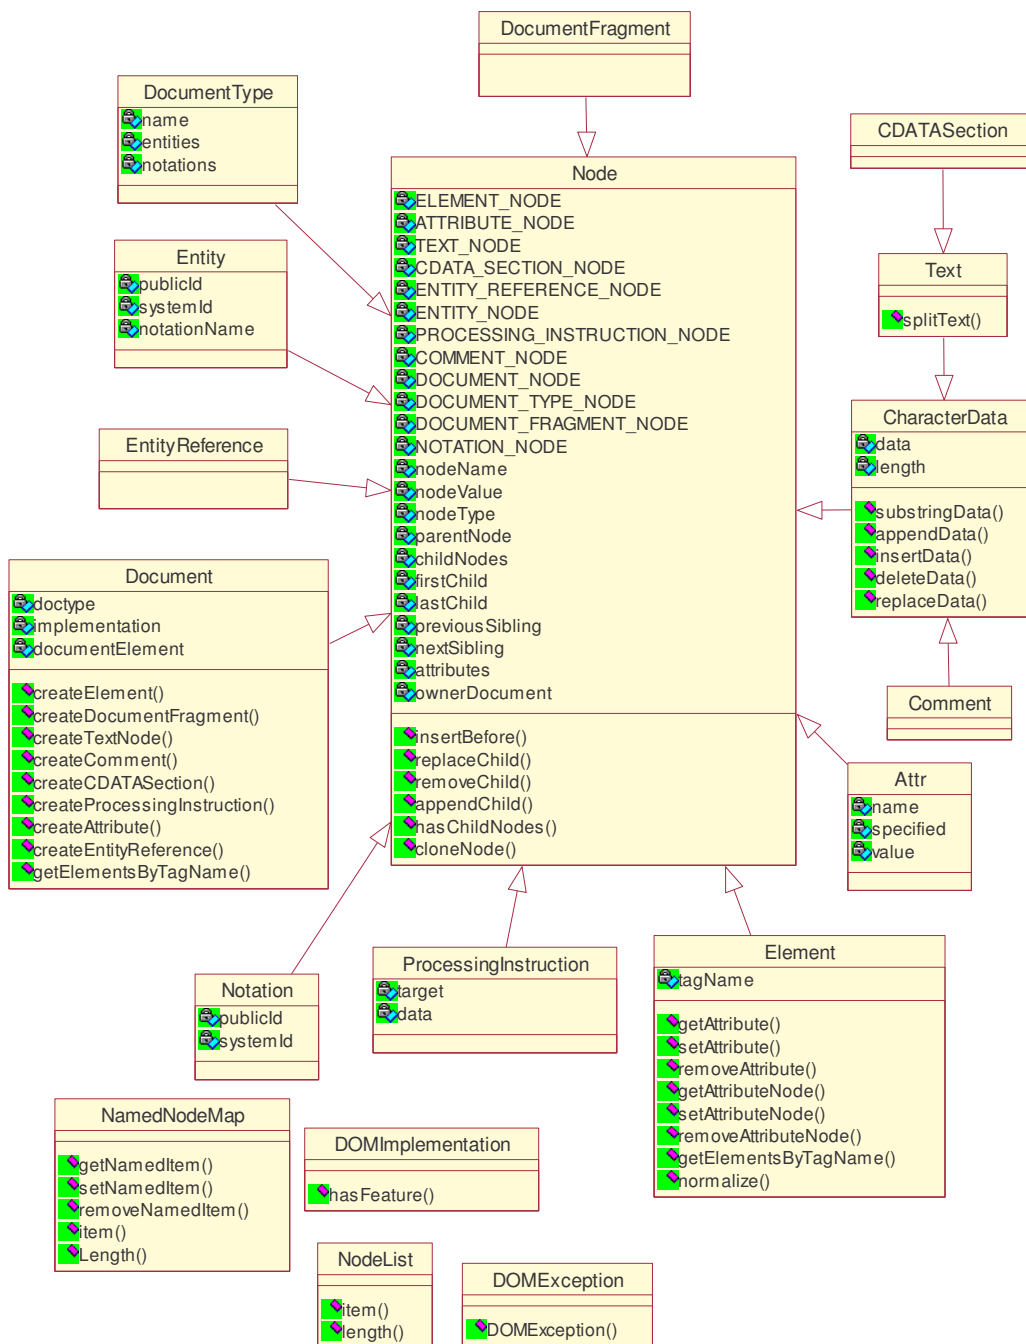 DocumentFragment
DocumentType
name
entities
notations
CDATASection
Node
ELEMENT_NODE
ATTRIBUTE_NODE
TEXT_NODE
CDATA_SECTION_NODE
ENTITY_REFERENCE_NODE
ENTITY_NODE
PROCESSING_INSTRUCTION_NODE
COMMENT_NODE
DOCUMENT_NODE
DOCUMENT_TYPE_NODE
DOCUMENT_FRAGMENT_NODE
NOTATION_NODE
nodeName
nodeValue
nodeType
parentNode
childNodes
firstChild
lastChild
previousSibling
nextSibling
attributes
ownerDocument
insertBefore()
replaceChild()
removeChild()
appendChild()
hasChildNodes()
cloneNode()
Entity
publicId
systemId
notationName
Text
splitText()
EntityReference
CharacterData
data
length
substringData()
appendData()
insertData()
deleteData()
replaceData()
Document
doctype
implementation
documentElement
createElement()
createDocumentFragment()
createTextNode()
createComment()
createCDATASection()
createProcessingInstruction()
createAttribute()
createEntityReference()
getElementsByTagName()
Comment
Attr
name
specified
value
Notation
publicId
systemId
ProcessingInstruction
target
data
Element
tagName
getAttribute()
setAttribute()
removeAttribute()
getAttributeNode()
setAttributeNode()
removeAttributeNode()
getElementsByTagName()
normalize()
NamedNodeMap
getNamedItem()
setNamedItem()
removeNamedItem()
item()
Length()
DOMImplementation
hasFeature()
NodeList
item()
length()
DOMException
DOMException()